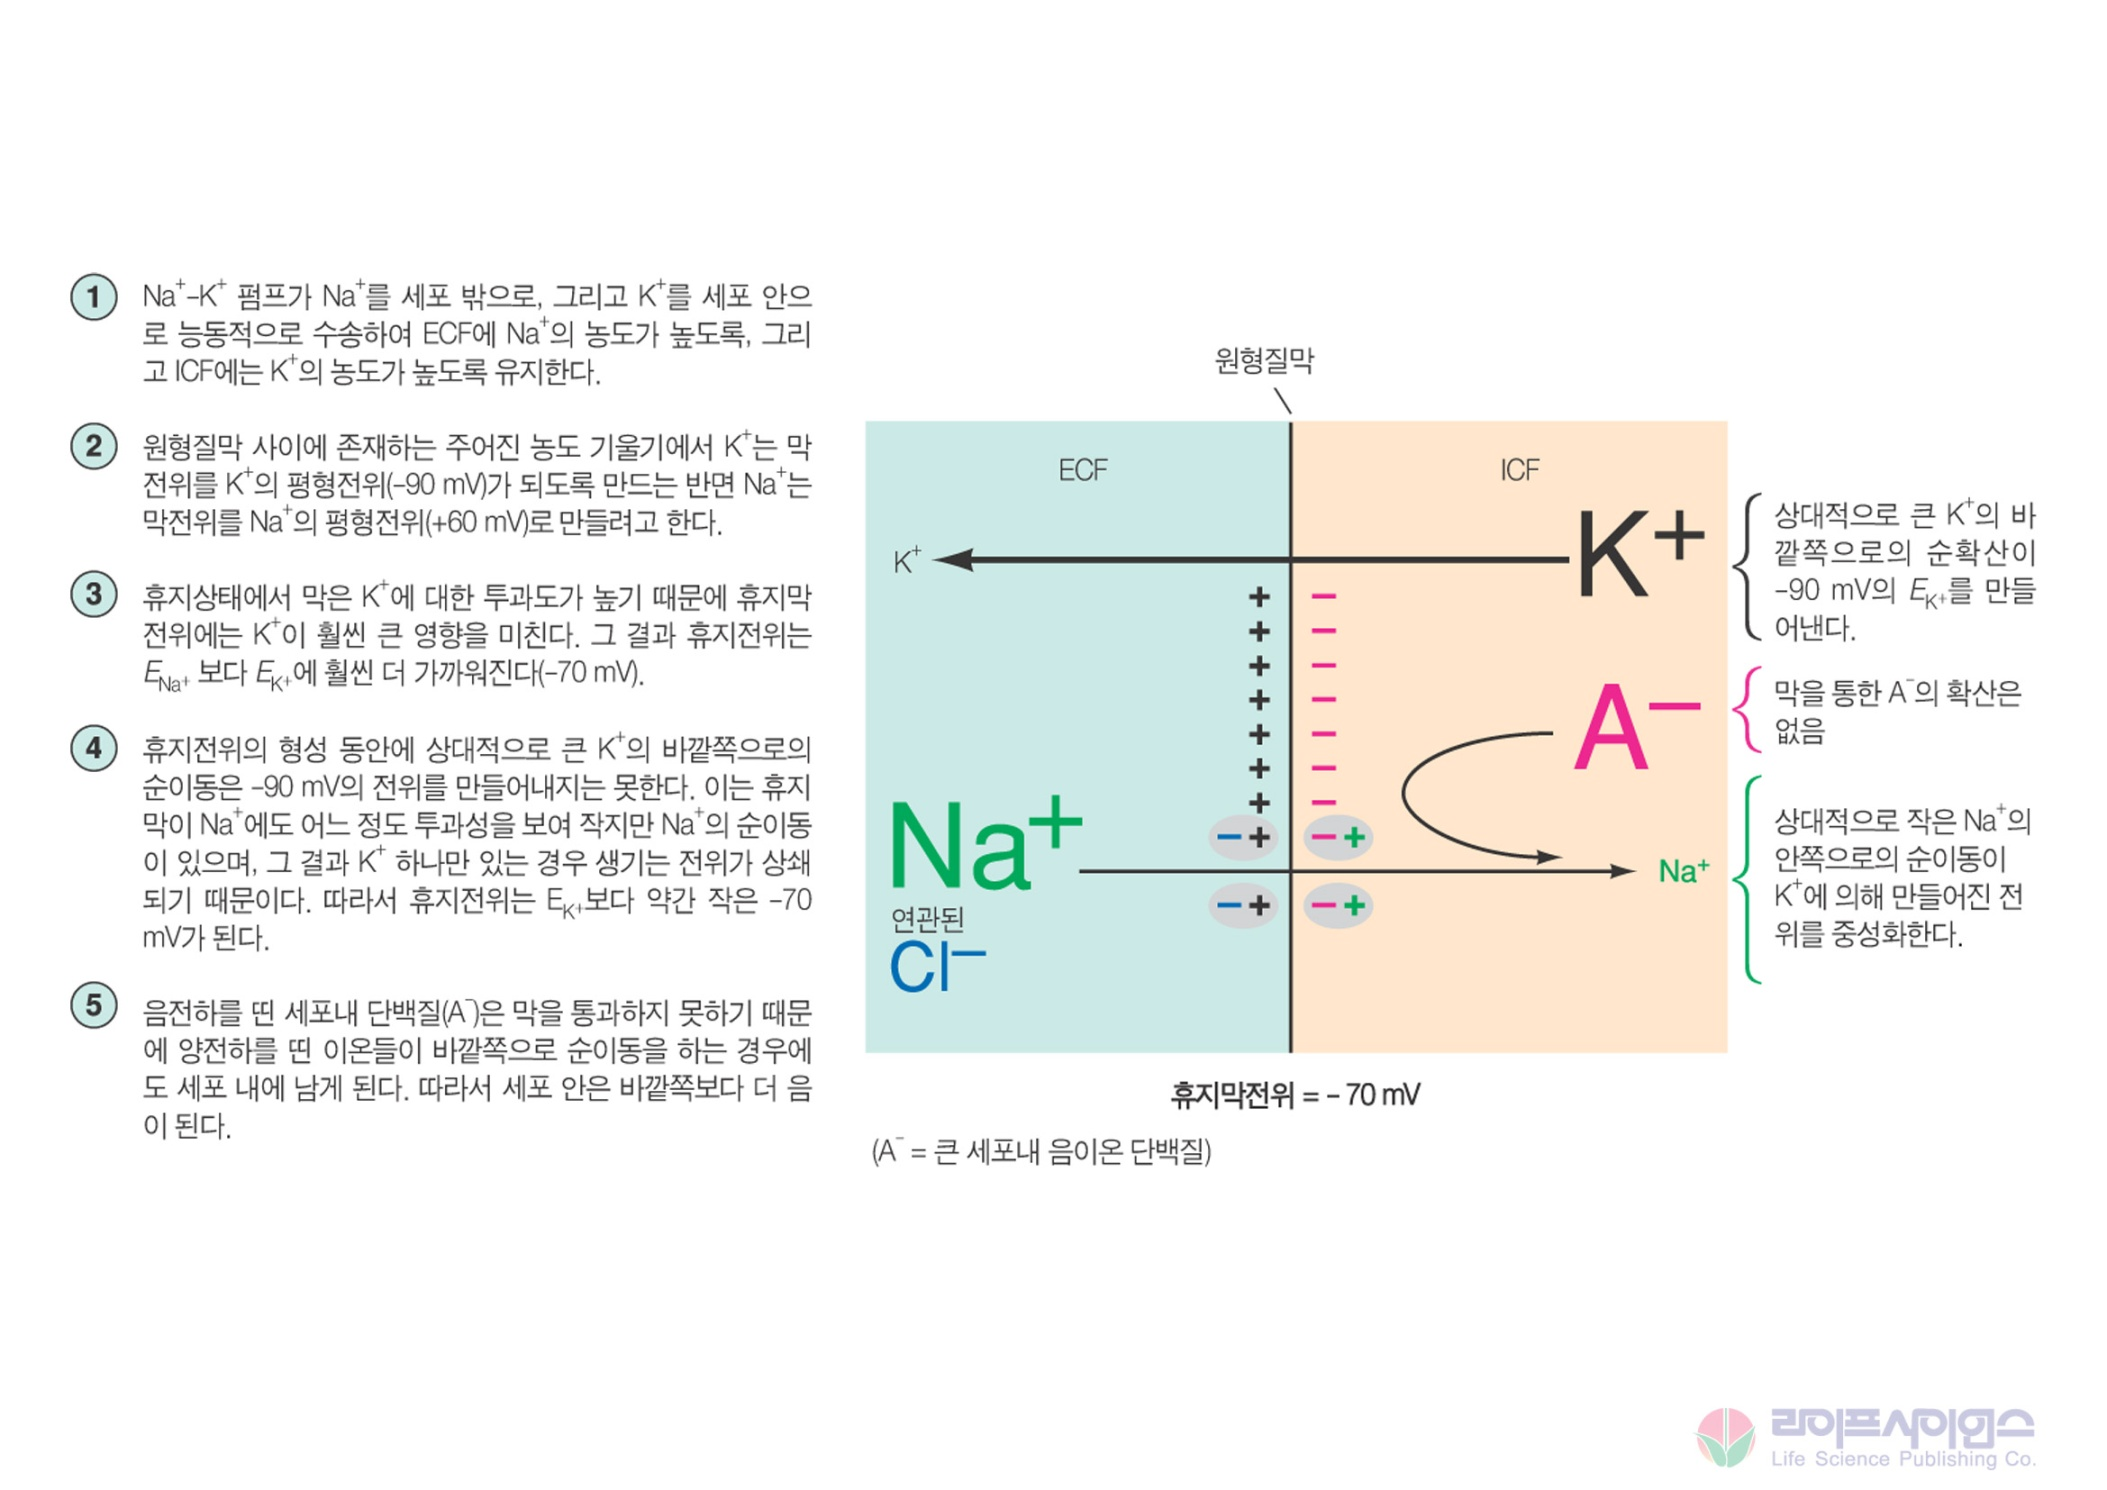 1 Na⁺–K⁺ 펌프가 Na⁺를 세포 밖으로, 그리고 K⁺를 세포 안으
로 능동적으로 수송하여 ECF에 Na⁺의 농도가 높도록, 그리
고 ICF에는 K⁺의 농도가 높도록 유지한다.
2 원형질막 사이에 존재하는 주어진 농도 기울기에서 K⁺는 막
전위를 K⁺의 평형전위(–90 mV)가 되도록 만드는 반면 Na⁺는
막전위를 Na⁺의 평형전위(+60 mV)로 만들려고 한다.
3 휴지상태에서 막은 K⁺에 대한 투과도가 높기 때문에 휴지막
전위에는 K⁺이 훨씬 큰 영향을 미친다. 그 결과 휴지전위는
E_Na⁺ 보다 E_K⁺에 훨씬 더 가까워진다(–70 mV).
4 휴지전위의 형성 동안에 상대적으로 큰 K⁺의 바깥쪽으로의
순이동은 –90 mV의 전위를 만들어내지는 못한다. 이는 휴지
막이 Na⁺에도 어느 정도 투과성을 보여 작지만 Na⁺의 순이동
이 있으며, 그 결과 K⁺ 하나만 있는 경우 생기는 전위가 상쇄
되기 때문이다. 따라서 휴지전위는 E_K⁺보다 약간 작은 –70
mV가 된다.
5 음전하를 띤 세포내 단백질(A⁻)은 막을 통과하지 못하기 때문
에 양전하를 띤 이온들이 바깥쪽으로 순이동을 하는 경우에
도 세포 내에 남게 된다. 따라서 세포 안은 바깥쪽보다 더 음
이 된다.
원형질막
ECF
ICF
K⁺
K⁺
+ –
+ –
+ –
+ –
+ –
+ –
+ –
– + – +
– + – +
A⁻
Na⁺
Na⁺
연관된
Cl⁻
상대적으로 큰 K⁺의 바
깥쪽으로의 순확산이
–90 mV의 E_K⁺를 만들
어낸다.
막을 통한 A⁻의 확산은
없음
상대적으로 작은 Na⁺의
안쪽으로의 순이동이
K⁺에 의해 만들어진 전
위를 중성화한다.
휴지막전위 = – 70 mV
(A⁻ = 큰 세포내 음이온 단백질)
라이프사이언스
Life Science Publishing Co.